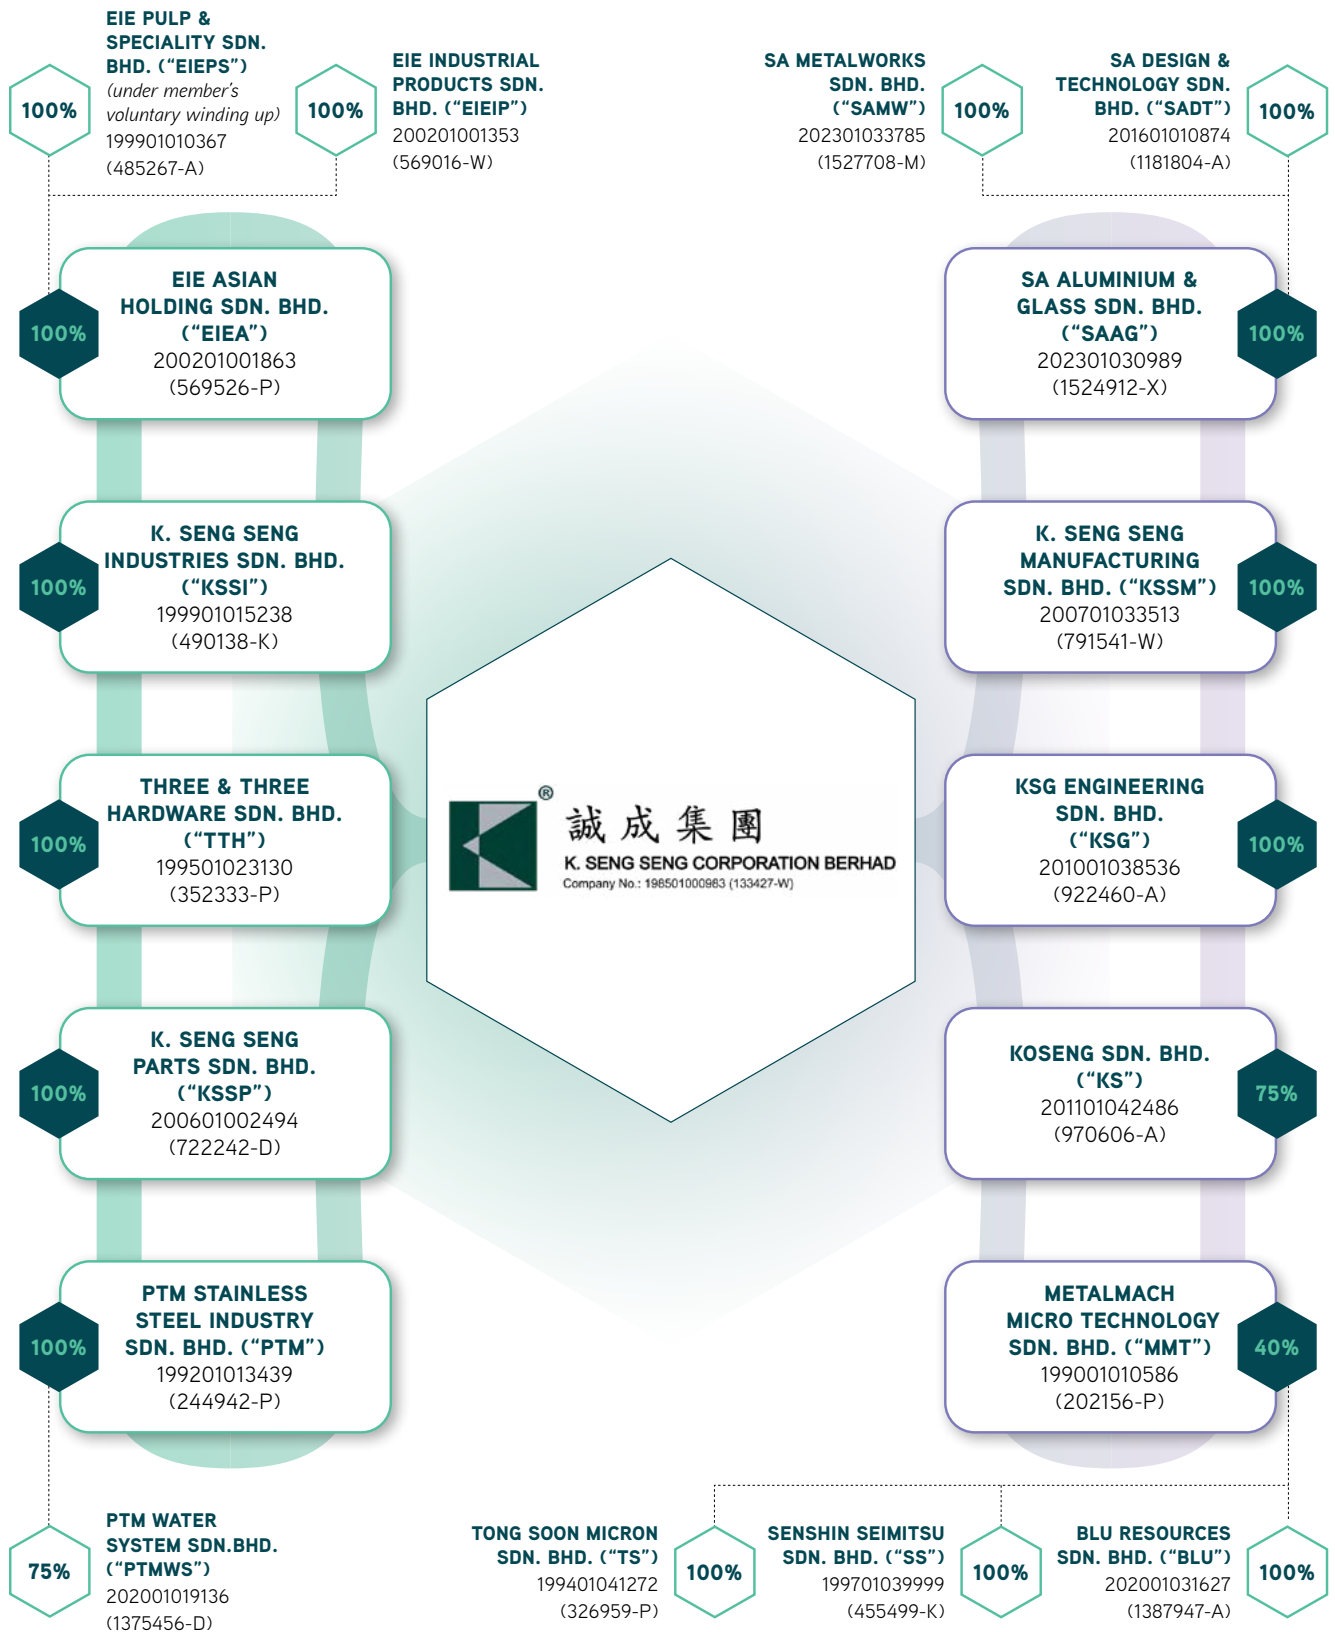 EIE PULP &
SPECIALITY SDN.
BHD. (“EIEPS”)
(under member’s
voluntary winding up)
199901010367
(485267-A)
100%
EIE INDUSTRIAL
PRODUCTS SDN.
BHD. (“EIEIP”)
200201001353
(569016-W)
100%
SA METALWORKS
SDN. BHD.
(“SAMW”)
202301033785
(1527708-M)
100%
SA DESIGN &
TECHNOLOGY SDN.
BHD. (“SADT”)
201601010874
(1181804-A)
100%
EIE ASIAN
HOLDING SDN. BHD.
(“EIEA”)
200201001863
(569526-P)
100%
SA ALUMINIUM &
GLASS SDN. BHD.
(“SAAG”)
202301030989
(1524912-X)
100%
K. SENG SENG
INDUSTRIES SDN. BHD.
(“KSSI”)
199901015238
(490138-K)
100%
K. SENG SENG
MANUFACTURING
SDN. BHD. (“KSSM”)
200701033513
(791541-W)
100%
THREE & THREE
HARDWARE SDN. BHD.
(“TTH”)
199501023130
(352333-P)
100%
®
誠成集團
K. SENG SENG CORPORATION BERHAD
Company No.: 198501000983 (133427-W)
KSG ENGINEERING
SDN. BHD.
(“KSG”)
201001038536
(922460-A)
100%
K. SENG SENG
PARTS SDN. BHD.
(“KSSP”)
200601002494
(722242-D)
100%
KOSENG SDN. BHD.
(“KS”)
201101042486
(970606-A)
75%
PTM STAINLESS
STEEL INDUSTRY
SDN. BHD. (“PTM”)
199201013439
(244942-P)
100%
METALMACH
MICRO TECHNOLOGY
SDN. BHD. (“MMT”)
199001010586
(202156-P)
40%
PTM WATER
SYSTEM SDN.BHD.
(“PTMWS”)
202001019136
(1375456-D)
75%
TONG SOON MICRON
SDN. BHD. (“TS”)
199401041272
(326959-P)
100%
SENSHIN SEIMITSU
SDN. BHD. (“SS”)
199701039999
(455499-K)
100%
BLU RESOURCES
SDN. BHD. (“BLU”)
202001031627
(1387947-A)
100%